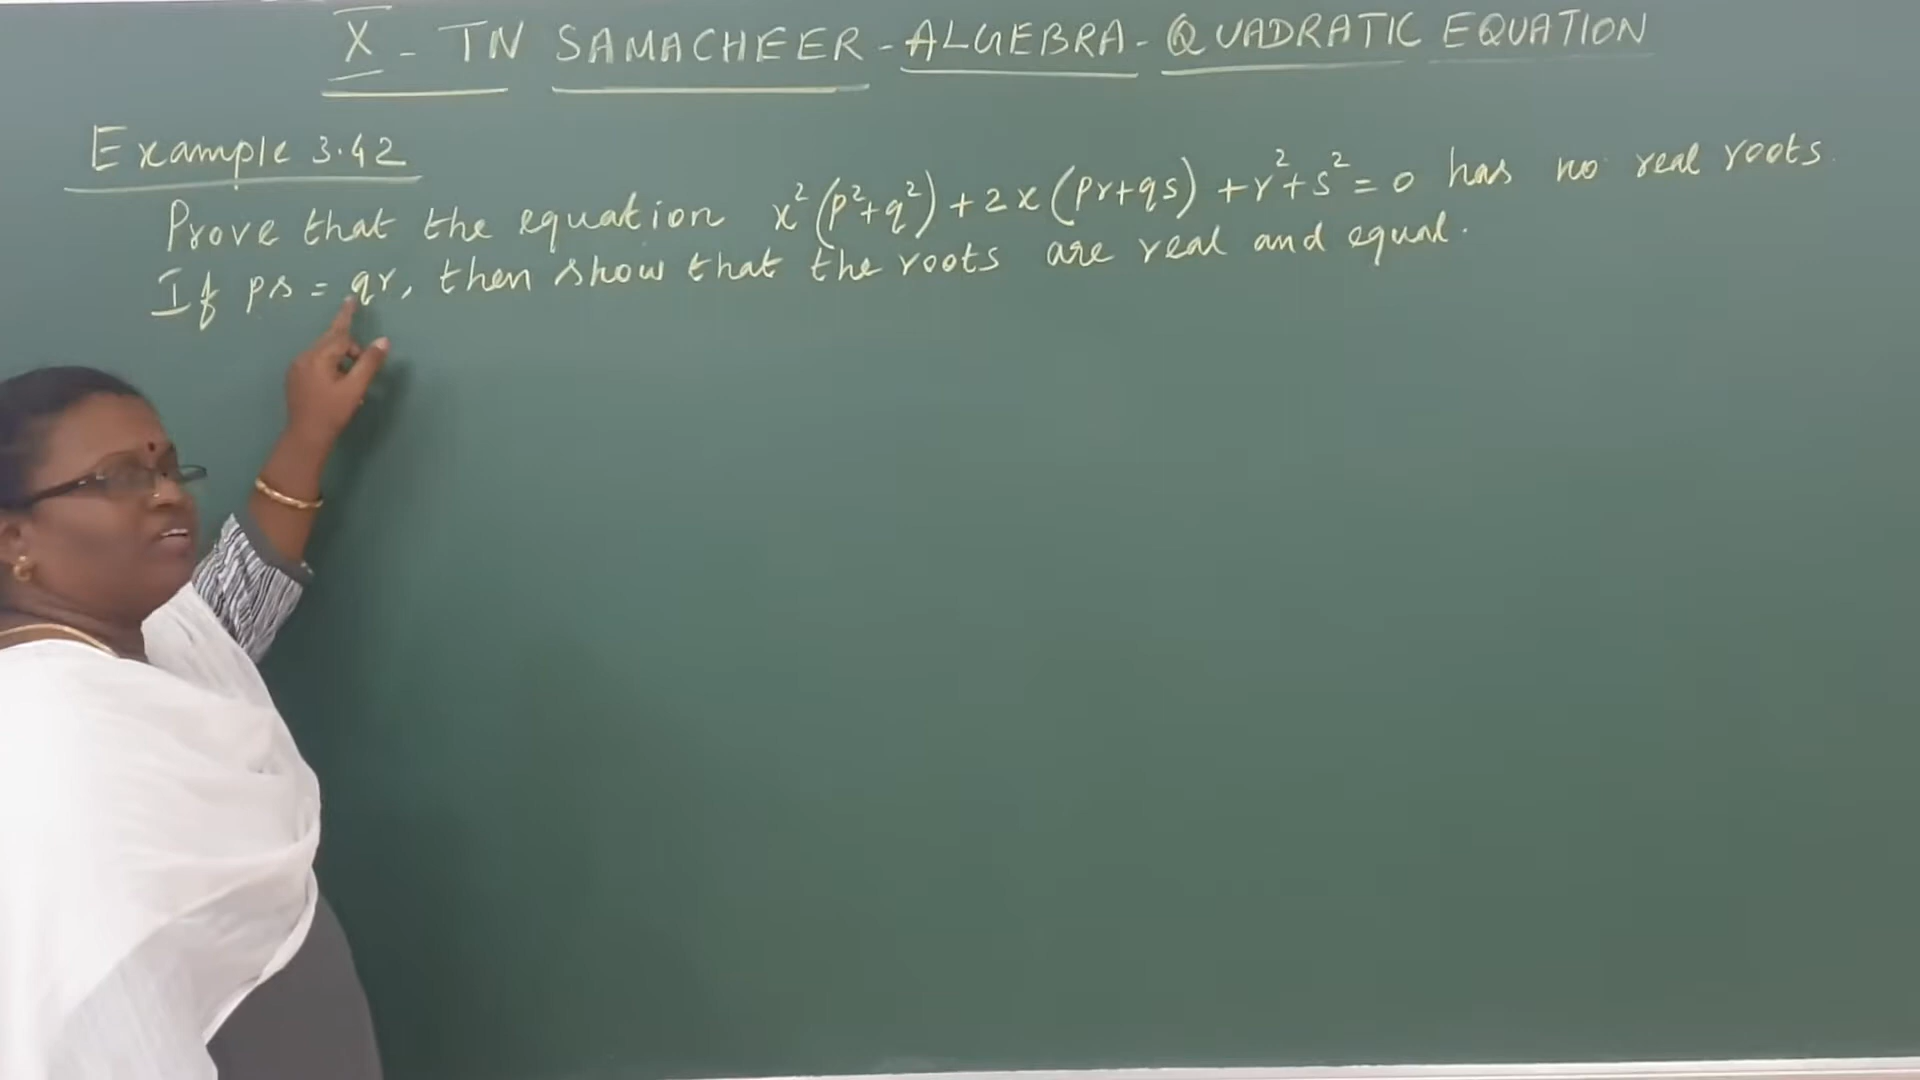 X - TN SAMACHEER - ALGEBRA - QUADRATIC EQUATION
Example 3.42
Prove that the equation x²(p²+q²)+2x(pr+qs)+r²+s²=0 has no real roots.
If ps = qr, then show that the roots are real and equal.